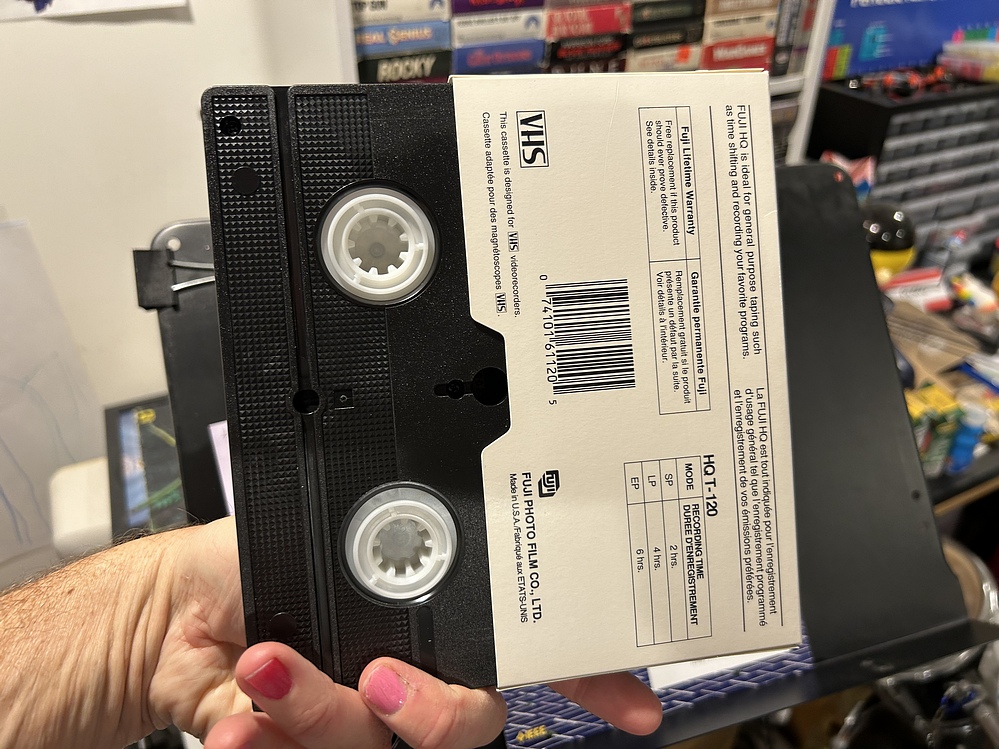 FUJI HQ is ideal for general purpose taping such
as time shifting and recording your favorite programs.
La FUJI HQ est tout indiquée pour l'enregistrement
d'usage général tel que l'enregistrement programmé
et l'enregistrement de vos émissions préférées.
Fuji Lifetime Warranty
Free replacement if this product
should ever prove defective.
See details inside.
Garantie permanente Fuji
Remplacement gratuit si le produit
présente un défaut par la suite.
Voir détails à l'intérieur.
HQ T-120
MODE
RECORDING TIME
DURÉE D'ENREGISTREMENT
SP 2 hrs.
LP 4 hrs.
EP 6 hrs.
0 74101 61120 5
VHS
This cassette is designed for VHS videorecorders.
Cassette adaptée pour des magnétoscopes VHS.
FUJI
FUJI PHOTO FILM CO., LTD.
Made in U.S.A./Fabriqué aux ETATS-UNIS
TOP GUN
REAL GENIUS
ROCKY